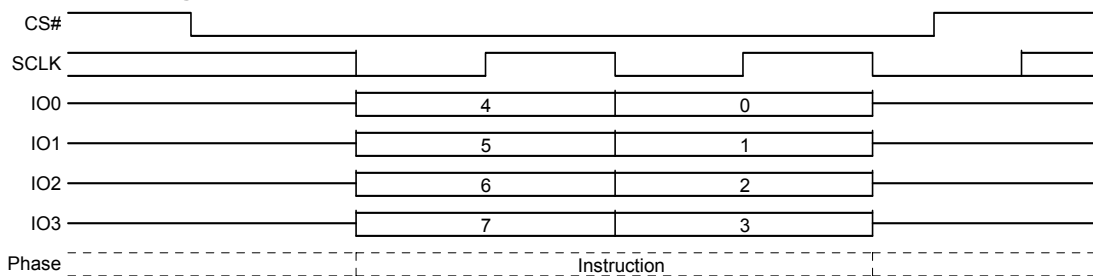 CS#
SCLK
IO0 4 0
IO1 5 1
IO2 6 2
IO3 7 3
Phase Instruction